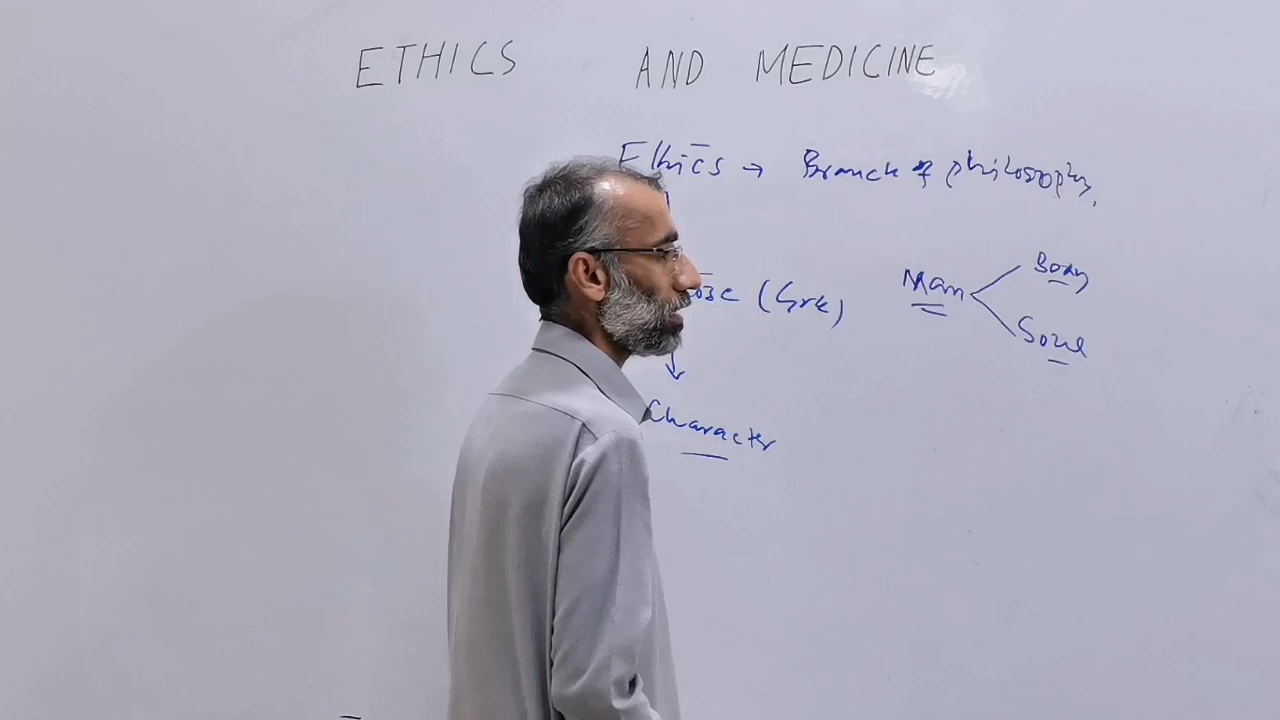 ETHICS AND MEDICINE
Ethics → Branch of philosophy.
(Grk)
Man
Body
Soul
Character